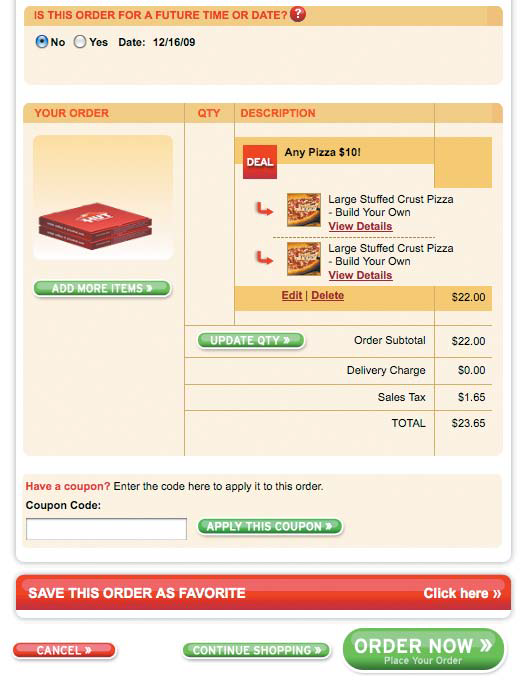 IS THIS ORDER FOR A FUTURE TIME OR DATE? ?
No Yes Date: 12/16/09
YOUR ORDER QTY DESCRIPTION
DEAL Any Pizza $10!
HUT
Large Stuffed Crust Pizza
- Build Your Own
View Details
Large Stuffed Crust Pizza
- Build Your Own
View Details
ADD MORE ITEMS »
Edit | Delete $22.00
UPDATE QTY » Order Subtotal $22.00
Delivery Charge $0.00
Sales Tax $1.65
TOTAL $23.65
Have a coupon? Enter the code here to apply it to this order.
Coupon Code:
APPLY THIS COUPON »
SAVE THIS ORDER AS FAVORITE Click here »
CANCEL » CONTINUE SHOPPING » ORDER NOW »
Place Your Order